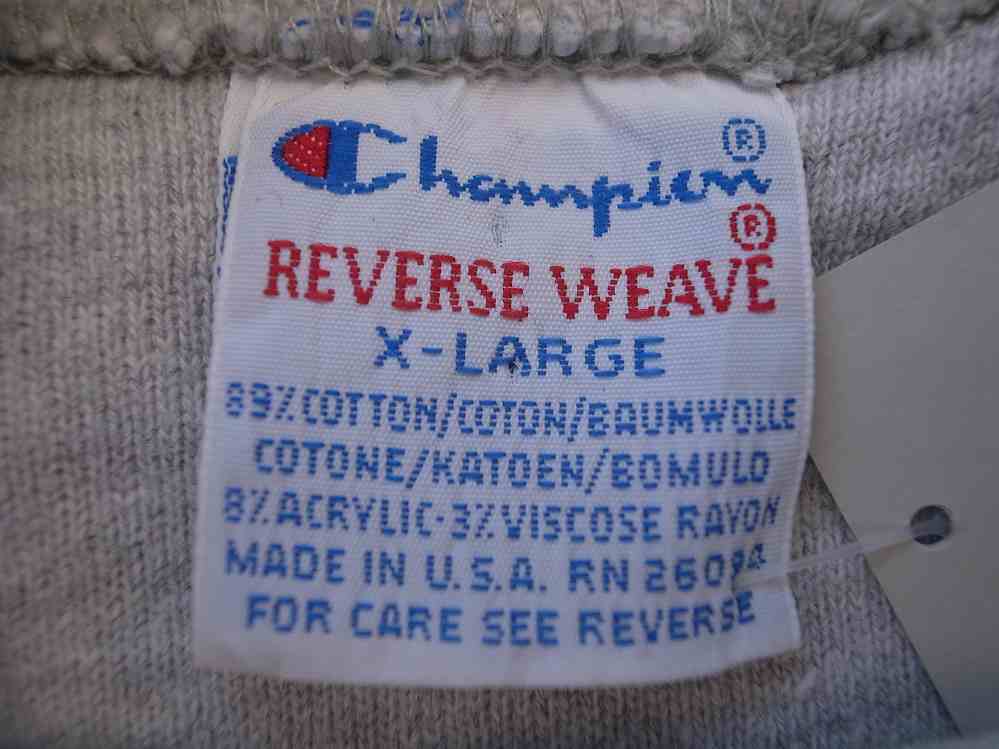 Champion ®
®
REVERSE WEAVE
X-LARGE
89% COTTON/COTON/BAUMWOLLE
COTONE/KATOEN/BOMULD
8% ACRYLIC·3% VISCOSE RAYON
MADE IN U.S.A. RN 26094
FOR CARE SEE REVERSE